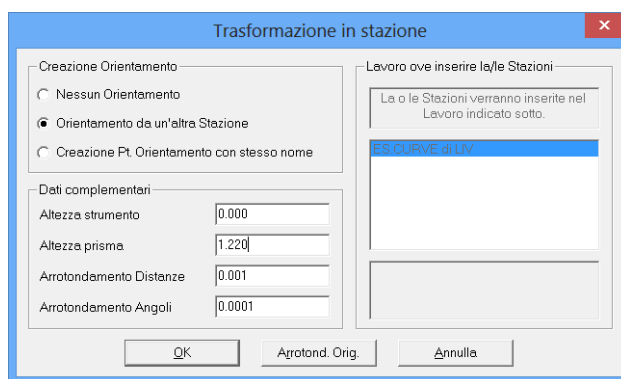 Trasformazione in stazione
Creazione Orientamento
Nessun Orientamento
Orientamento da un'altra Stazione
Creazione Pt. Orientamento con stesso nome
Dati complementari
Altezza strumento 0.000
Altezza prisma 1.220
Arrotondamento Distanze 0.001
Arrotondamento Angoli 0.0001
Lavoro ove inserire la/le Stazioni
La o le Stazioni verranno inserite nel
Lavoro indicato sotto.
ES.CURVE di LIV
OK
Arrotond. Orig.
Annulla